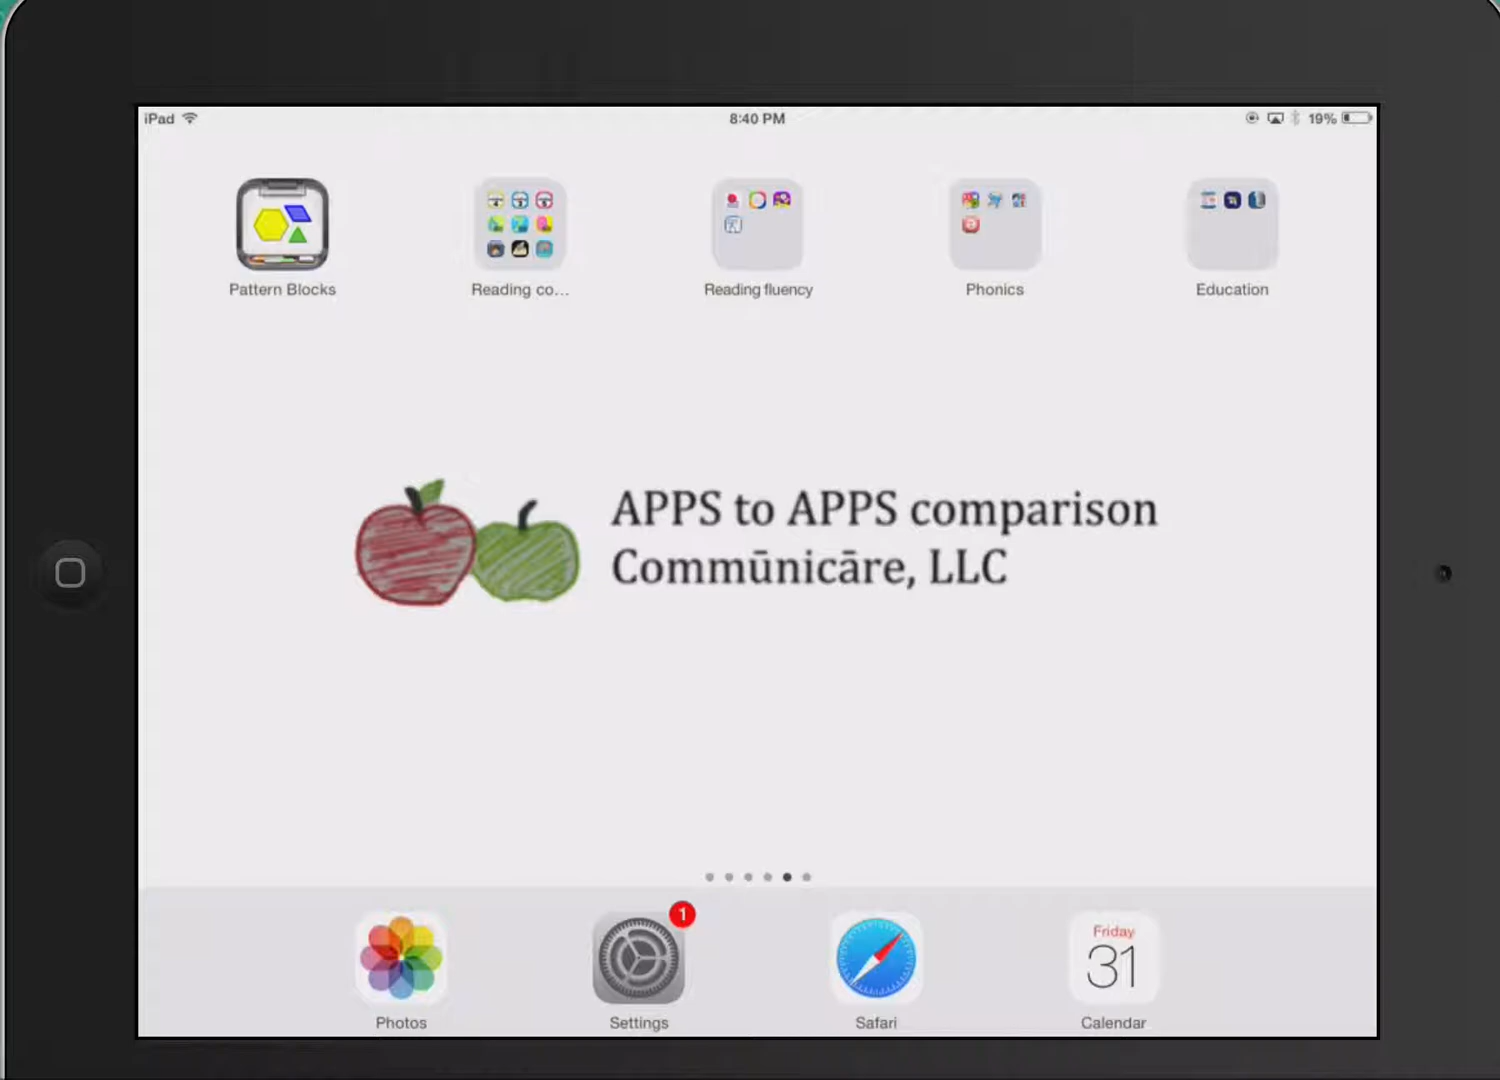 iPad
8:40 PM
19%
Pattern Blocks
Reading co...
Reading fluency
Phonics
Education
APPS to APPS comparison
Commūnicāre, LLC
1
Friday
31
Photos
Settings
Safari
Calendar